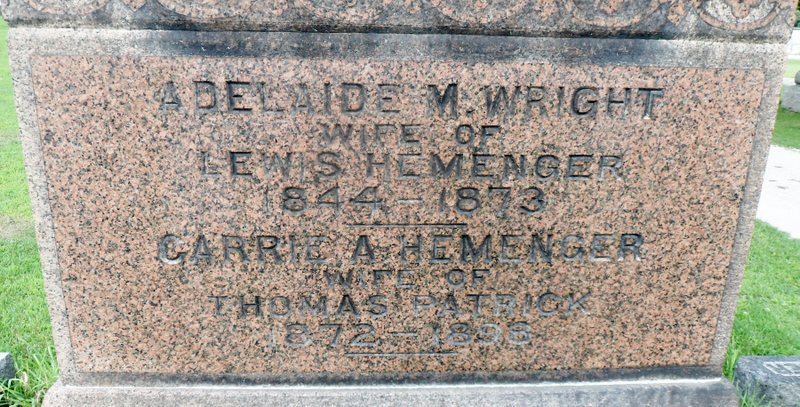 ADELAIDE M. WRIGHT
WIFE OF
LEWIS HEMENGER
1844 – 1873
CARRIE A. HEMENGER
WIFE OF
THOMAS PATRICK
1872 – 1898